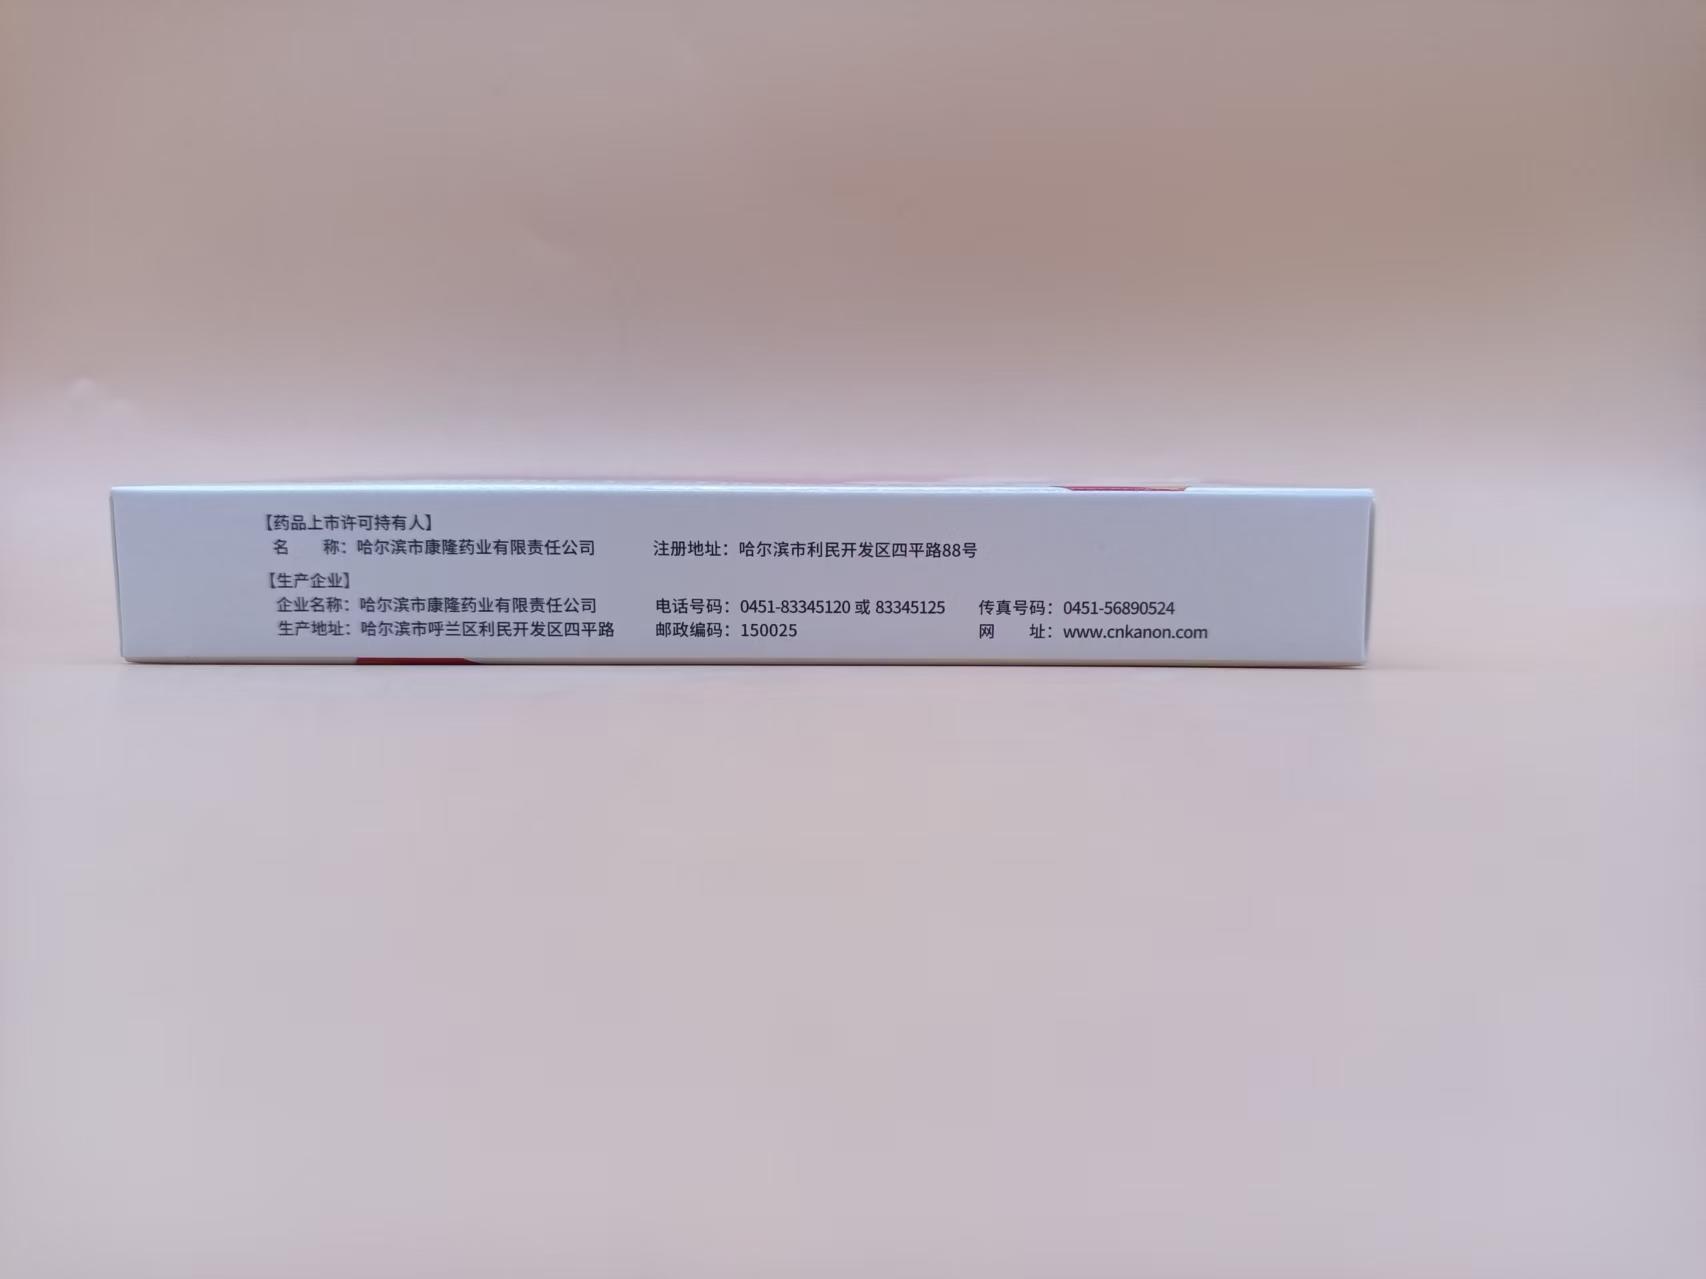 【药品上市许可持有人】
名 称：哈尔滨市康隆药业有限责任公司 注册地址：哈尔滨市利民开发区四平路88号
【生产企业】
企业名称：哈尔滨市康隆药业有限责任公司 电话号码：0451-83345120 或 83345125 传真号码：0451-56890524
生产地址：哈尔滨市呼兰区利民开发区四平路 邮政编码：150025 网 址：www.cnkanon.com